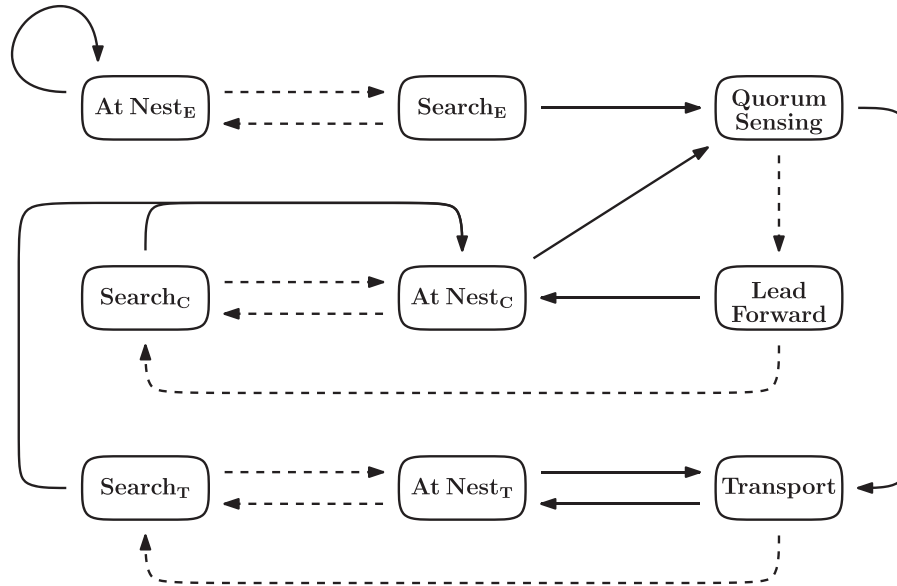 At Nest_E
Search_E
Quorum
Sensing
Search_C
At Nest_C
Lead
Forward
Search_T
At Nest_T
Transport